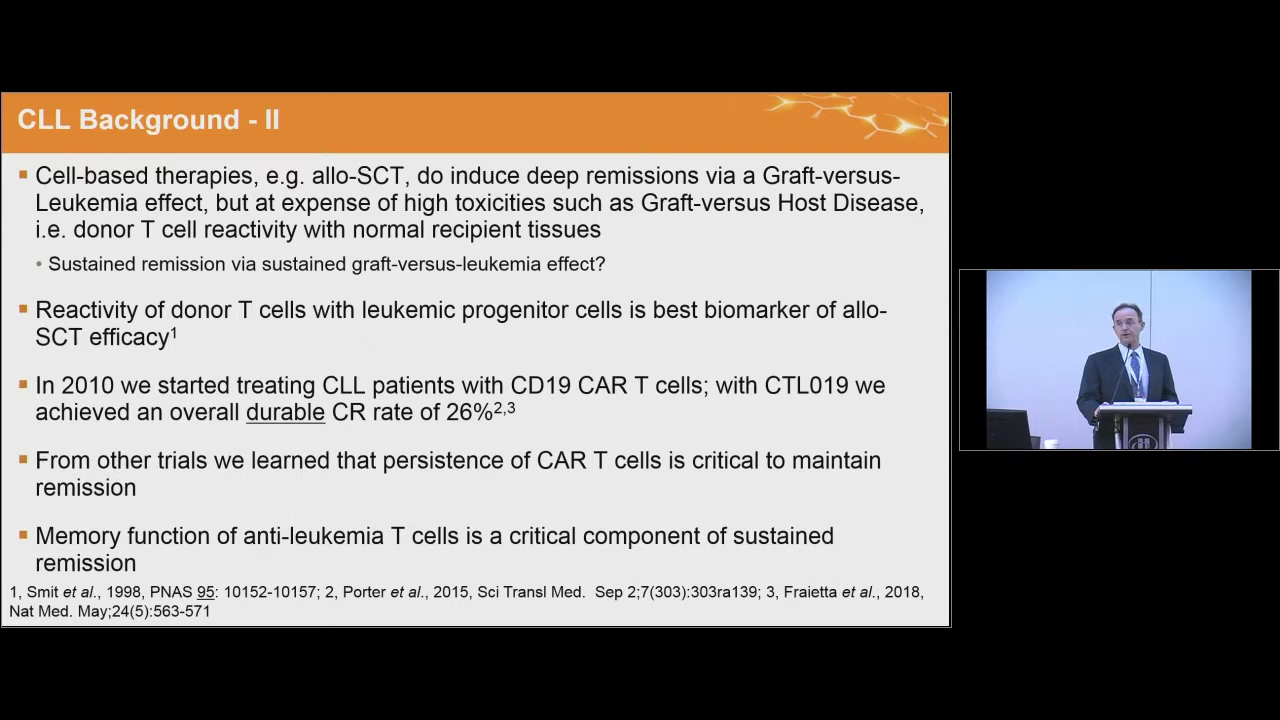 CLL Background - II
Cell-based therapies, e.g. allo-SCT, do induce deep remissions via a Graft-versus-
Leukemia effect, but at expense of high toxicities such as Graft-versus Host Disease,
i.e. donor T cell reactivity with normal recipient tissues
Sustained remission via sustained graft-versus-leukemia effect?
Reactivity of donor T cells with leukemic progenitor cells is best biomarker of allo-
SCT efficacy1
In 2010 we started treating CLL patients with CD19 CAR T cells; with CTL019 we
achieved an overall durable CR rate of 26%2,3
From other trials we learned that persistence of CAR T cells is critical to maintain
remission
Memory function of anti-leukemia T cells is a critical component of sustained
remission
1, Smit et al., 1998, PNAS 95: 10152-10157; 2, Porter et al., 2015, Sci Transl Med. Sep 2;7(303):303ra139; 3, Fraietta et al., 2018,
Nat Med. May;24(5):563-571